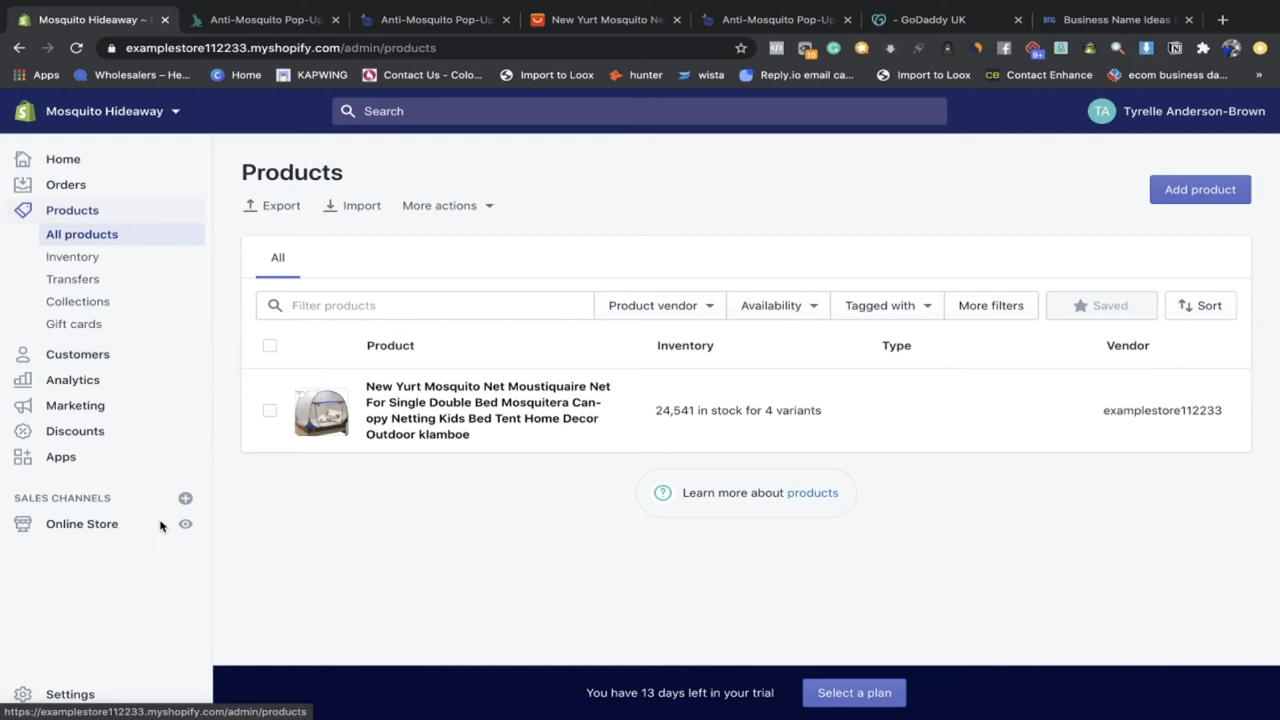 Mosquito Hideaway ~
Anti-Mosquito Pop-Up
Anti-Mosquito Pop-Up
New Yurt Mosquito Ne
Anti-Mosquito Pop-Up
- GoDaddy UK
BNG
Business Name Ideas
examplestore112233.myshopify.com/admin/products
10
9+
Apps
Wholesalers – He...
Home
KAPWING
Contact Us - Colo...
Import to Loox
hunter
wista
Reply.io email ca...
Import to Loox
CB
Contact Enhance
ecom business da...
»
Mosquito Hideaway
Search
TA
Tyrelle Anderson-Brown
Home
Orders
Products
All products
Inventory
Transfers
Collections
Gift cards
Customers
Analytics
Marketing
Discounts
Apps
SALES CHANNELS
Online Store
Settings
Products
Export
Import
More actions
Add product
All
Filter products
Product vendor
Availability
Tagged with
More filters
Saved
Sort
Product
Inventory
Type
Vendor
New Yurt Mosquito Net Moustiquaire Net
For Single Double Bed Mosquitera Can-
opy Netting Kids Bed Tent Home Decor
Outdoor klamboe
24,541 in stock for 4 variants
examplestore112233
Learn more about products
You have 13 days left in your trial
Select a plan
https://examplestore112233.myshopify.com/admin/products